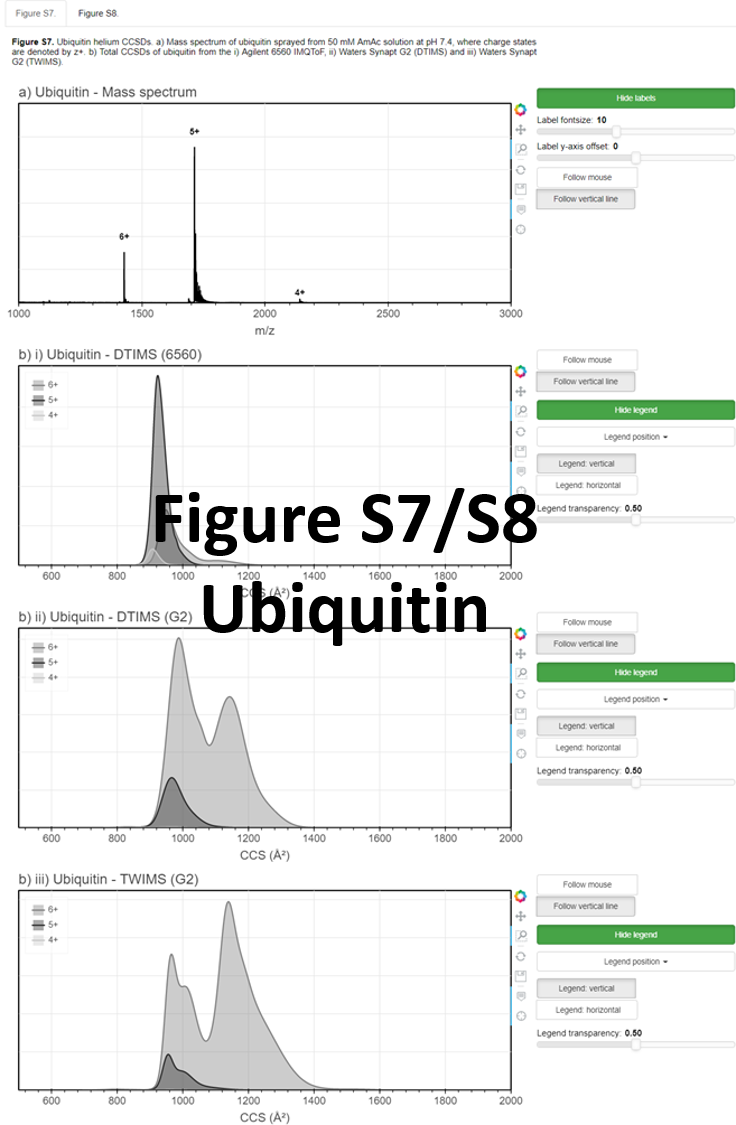 Figure S7.
Figure S8.
Figure S7. Ubiquitin helium CCSDs. a) Mass spectrum of ubiquitin sprayed from 50 mM AmAc solution at pH 7.4, where charge states
are denoted by z+. b) Total CCSDs of ubiquitin from the i) Agilent 6560 IMQToF, ii) Waters Synapt G2 (DTIMS) and iii) Waters Synapt
G2 (TWIMS).
a) Ubiquitin - Mass spectrum
5+
6+
4+
1000 1500 2000 2500 3000
m/z
Hide labels
Label fontsize: 10
Label y-axis offset: 0
Follow mouse
Follow vertical line
b) i) Ubiquitin - DTIMS (6560)
6+
5+
4+
600 800 1000 1200 1400 1600 1800 2000
CCS (Å²)
Follow mouse
Follow vertical line
Hide legend
Legend position
Legend: vertical
Legend: horizontal
Legend transparency: 0.50
Figure S7/S8
Ubiquitin
b) ii) Ubiquitin - DTIMS (G2)
6+
5+
4+
600 800 1000 1200 1400 1600 1800 2000
CCS (Å²)
Follow mouse
Follow vertical line
Hide legend
Legend position
Legend: vertical
Legend: horizontal
Legend transparency: 0.50
b) iii) Ubiquitin - TWIMS (G2)
6+
5+
4+
600 800 1000 1200 1400 1600 1800 2000
CCS (Å²)
Follow mouse
Follow vertical line
Hide legend
Legend position
Legend: vertical
Legend: horizontal
Legend transparency: 0.50